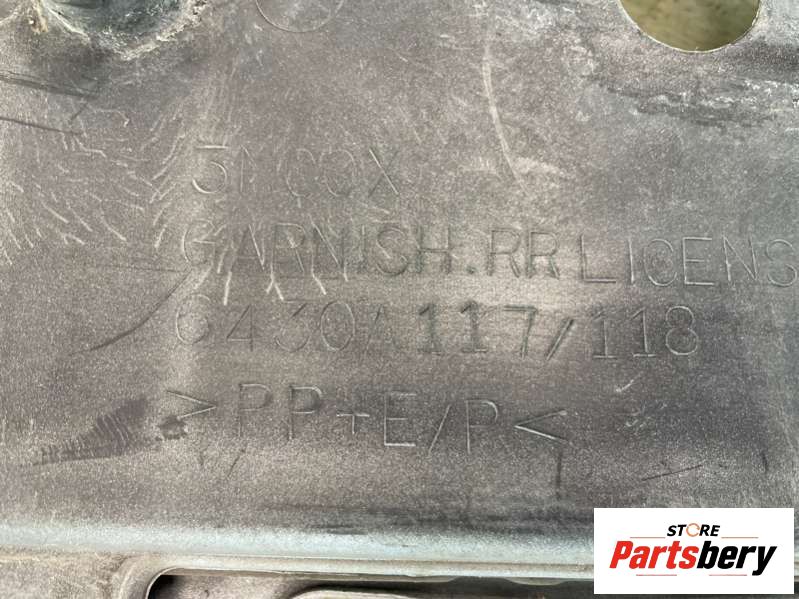 GARNISH.RR LICENS
6430A117/118
>PP+E/P<
STORE
Partsbery